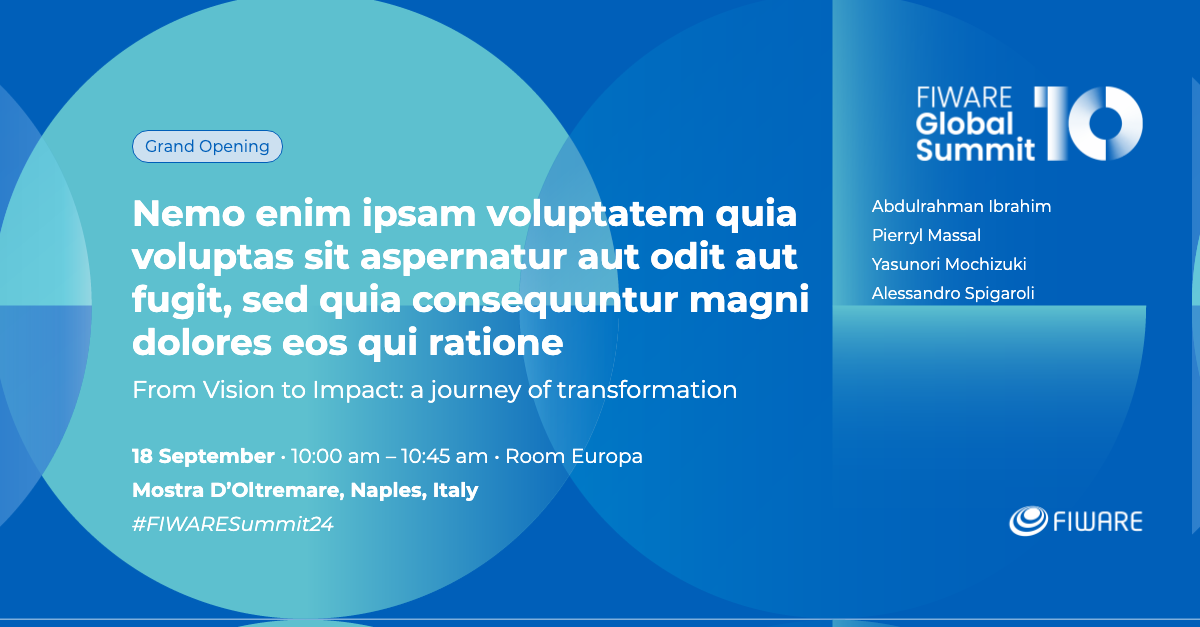 Grand Opening
Nemo enim ipsam voluptatem quia
voluptas sit aspernatur aut odit aut
fugit, sed quia consequuntur magni
dolores eos qui ratione
From Vision to Impact: a journey of transformation
18 September · 10:00 am – 10:45 am • Room Europa
Mostra D’Oltremare, Naples, Italy
#FIWARESummit24
FIWARE
Global
Summit 10
Abdulrahman Ibrahim
Pierryl Massal
Yasunori Mochizuki
Alessandro Spigaroli
FIWARE